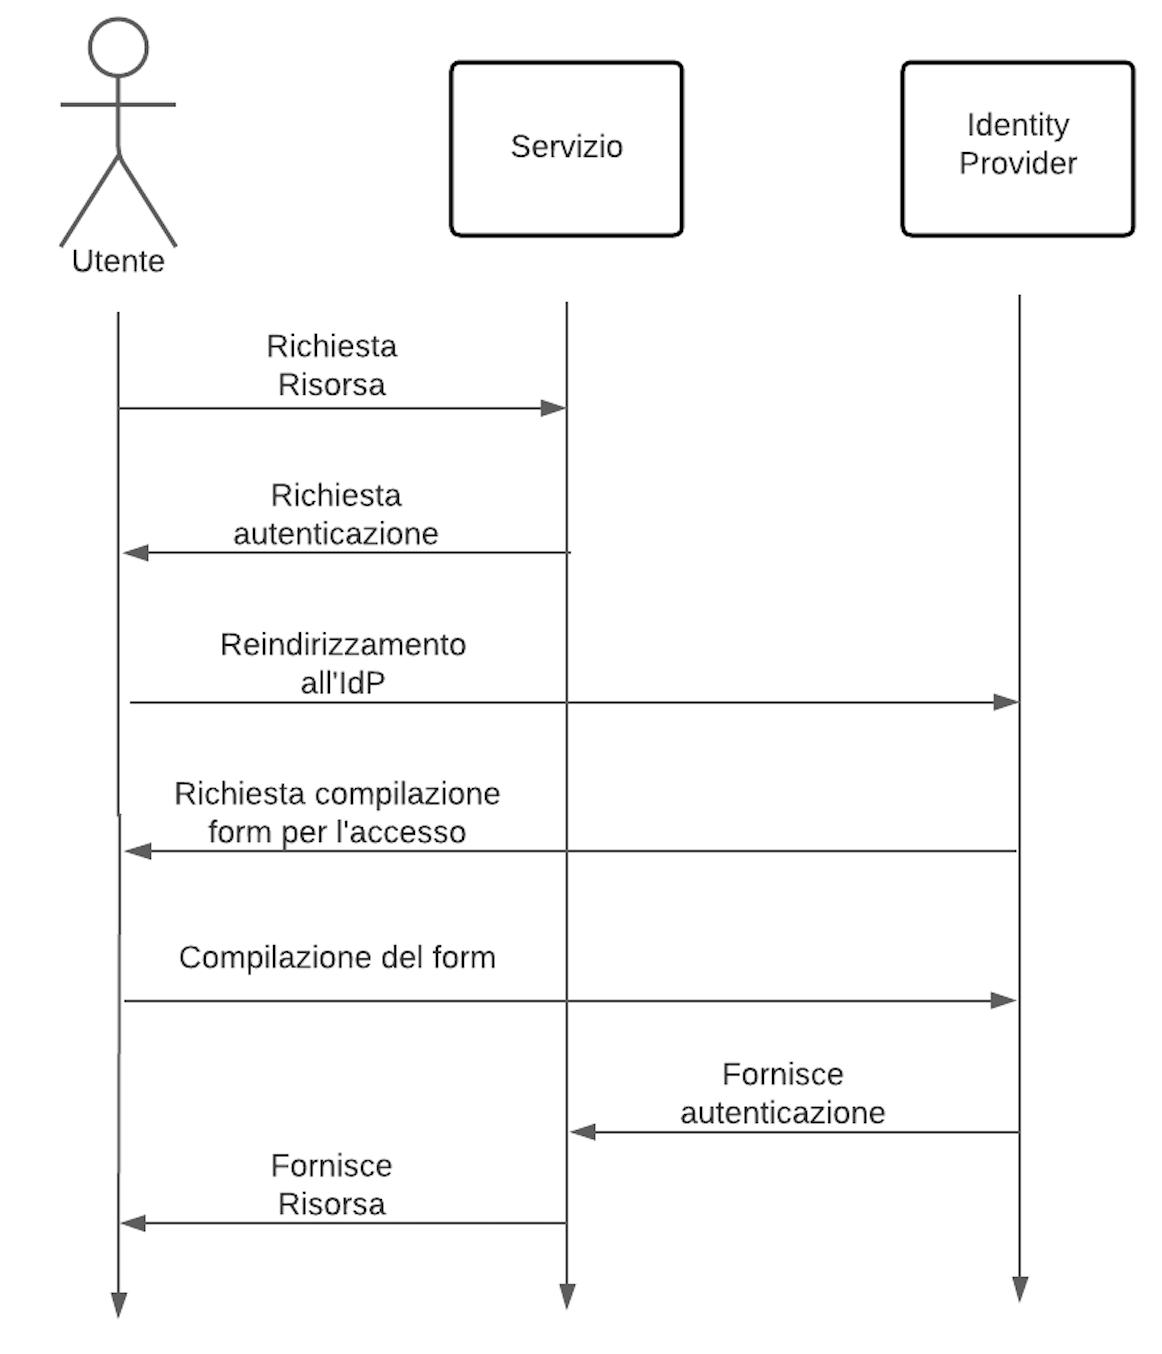 Utente
Servizio
Identity
Provider
Richiesta
Risorsa
Richiesta
autenticazione
Reindirizzamento
all'IdP
Richiesta compilazione
form per l'accesso
Compilazione del form
Fornisce
autenticazione
Fornisce
Risorsa